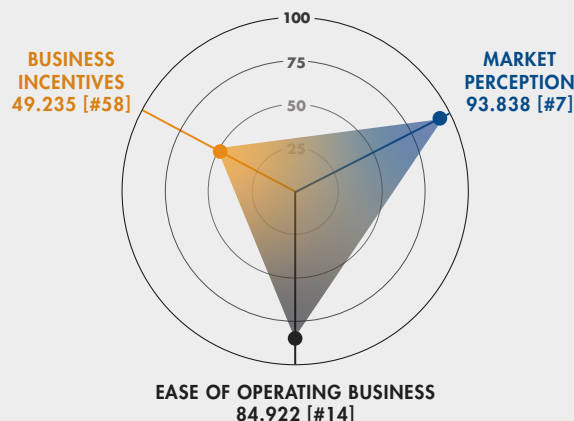 100
75
50
25
BUSINESS
INCENTIVES
49.235 [#58]
MARKET
PERCEPTION
93.838 [#7]
EASE OF OPERATING BUSINESS
84.922 [#14]